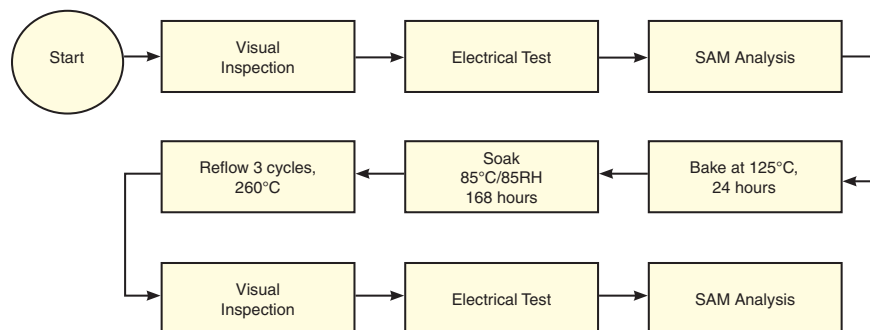 Start
Visual
Inspection
Electrical Test
SAM Analysis
Reflow 3 cycles,
260°C
Soak
85°C/85RH
168 hours
Bake at 125°C,
24 hours
Visual
Inspection
Electrical Test
SAM Analysis